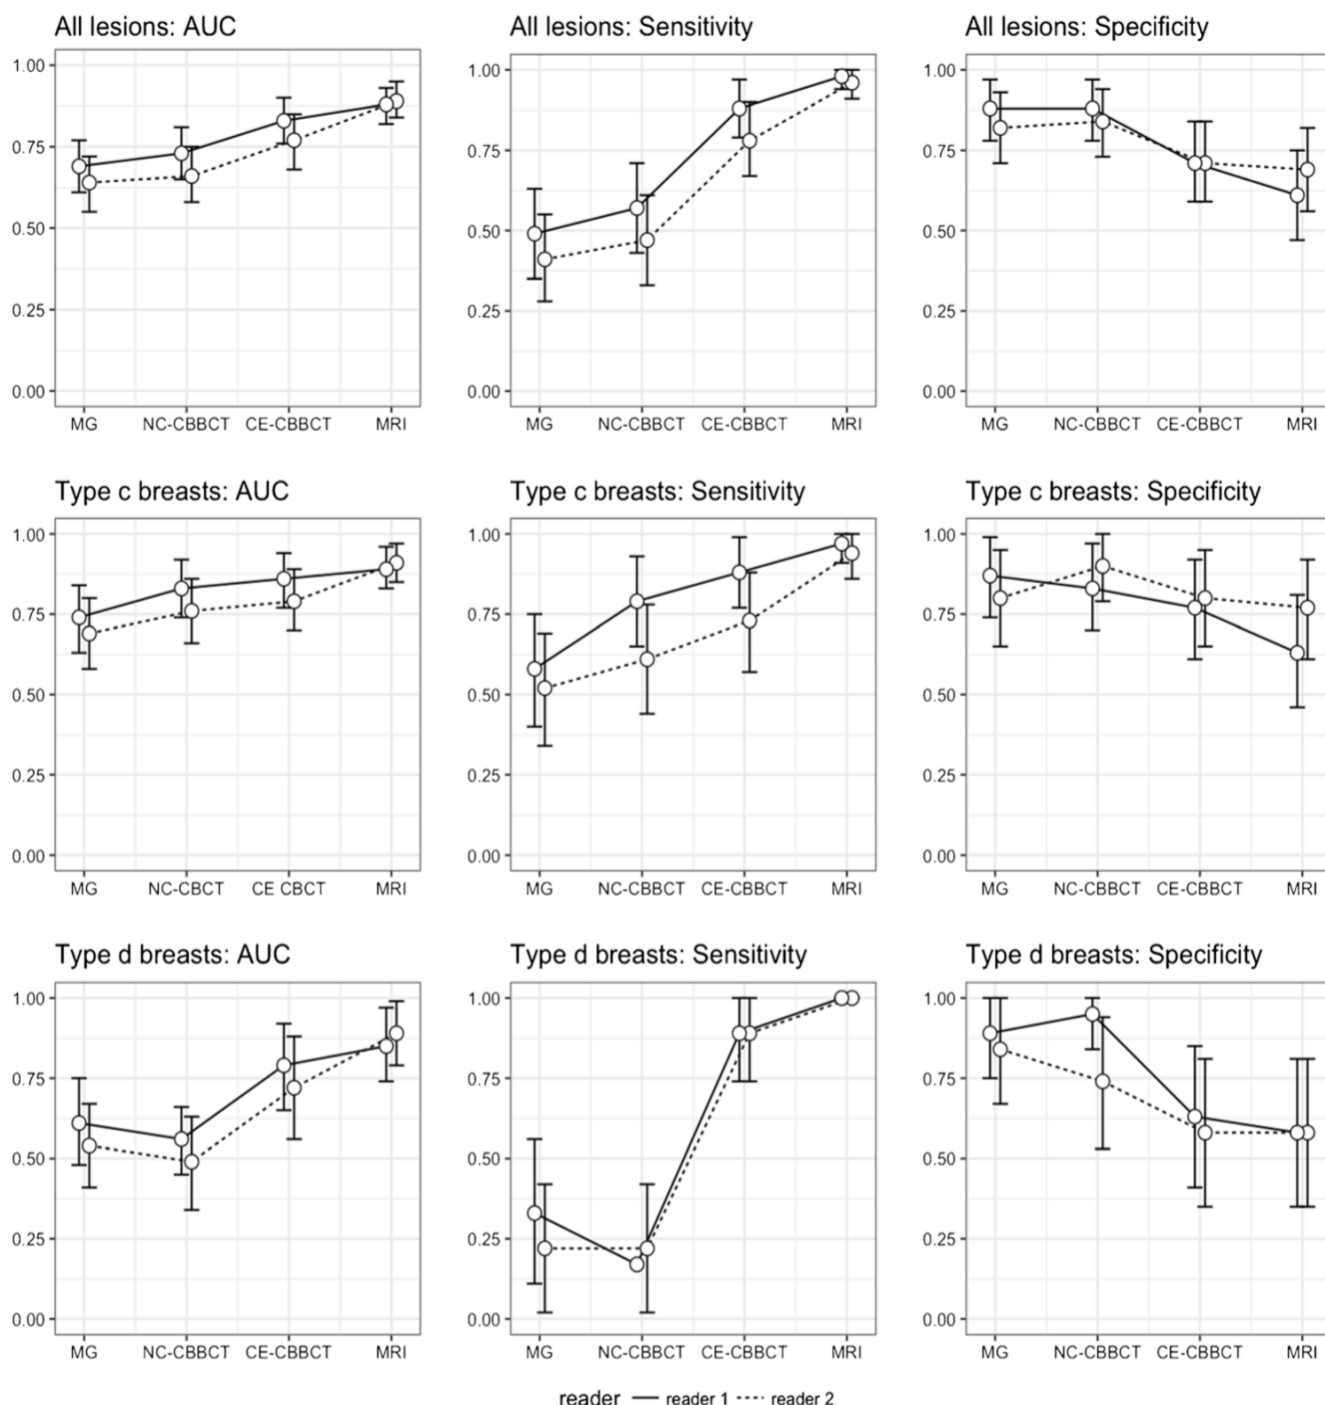 All lesions: AUC
1.00
0.75
0.50
0.25
0.00
MG NC-CBBCT CE-CBBCT MRI
All lesions: Sensitivity
1.00
0.75
0.50
0.25
0.00
MG NC-CBBCT CE-CBBCT MRI
All lesions: Specificity
1.00
0.75
0.50
0.25
0.00
MG NC-CBBCT CE-CBBCT MRI
Type c breasts: AUC
1.00
0.75
0.50
0.25
0.00
MG NC-CBCT CE CBCT MRI
Type c breasts: Sensitivity
1.00
0.75
0.50
0.25
0.00
MG NC-CBBCT CE-CBBCT MRI
Type c breasts: Specificity
1.00
0.75
0.50
0.25
0.00
MG NC-CBBCT CE-CBBCT MRI
Type d breasts: AUC
1.00
0.75
0.50
0.25
0.00
MG NC-CBBCT CE-CBBCT MRI
Type d breasts: Sensitivity
1.00
0.75
0.50
0.25
0.00
MG NC-CBBCT CE-CBBCT MRI
Type d breasts: Specificity
1.00
0.75
0.50
0.25
0.00
MG NC-CBBCT CE-CBBCT MRI
reader reader 1 reader 2